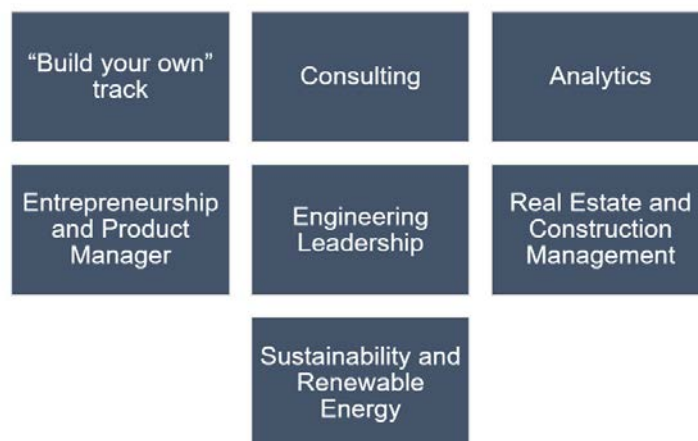 “Build your own”
track
Consulting
Analytics
Entrepreneurship
and Product
Manager
Engineering
Leadership
Real Estate and
Construction
Management
Sustainability and
Renewable
Energy